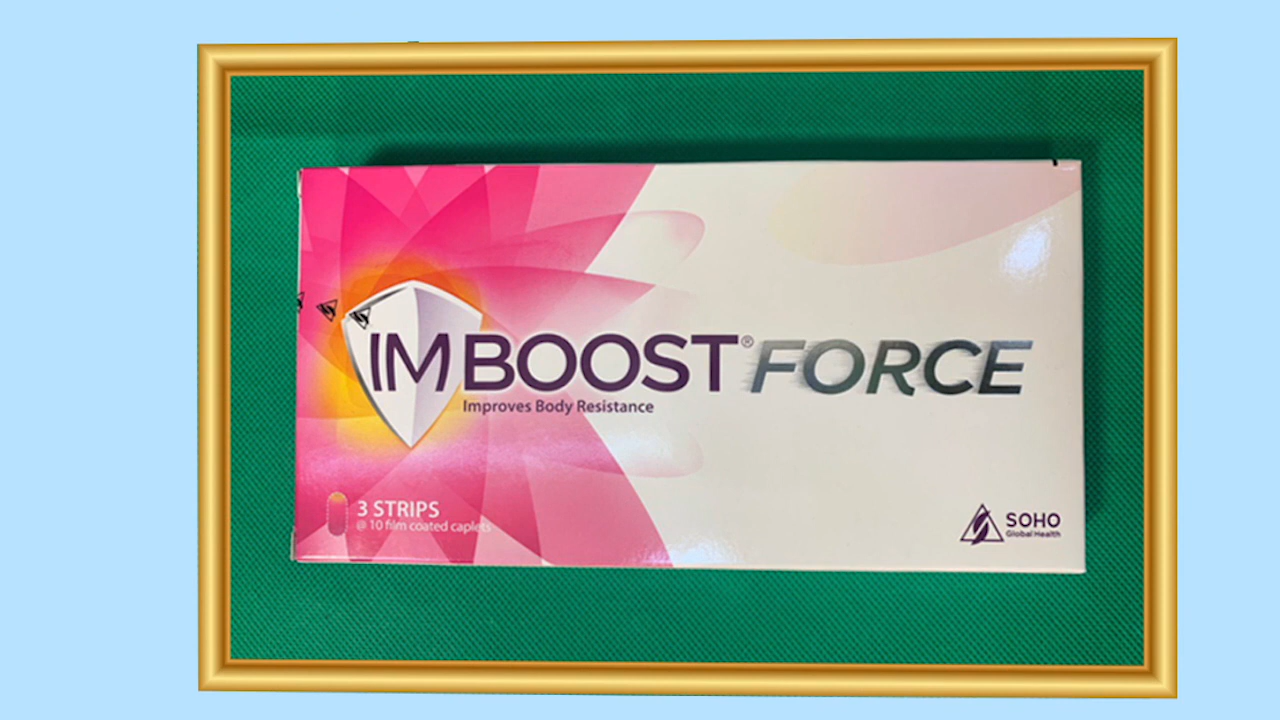 IMBOOST® FORCE
Improves Body Resistance
3 STRIPS
@ 10 film coated caplets
SOHO
Global Health